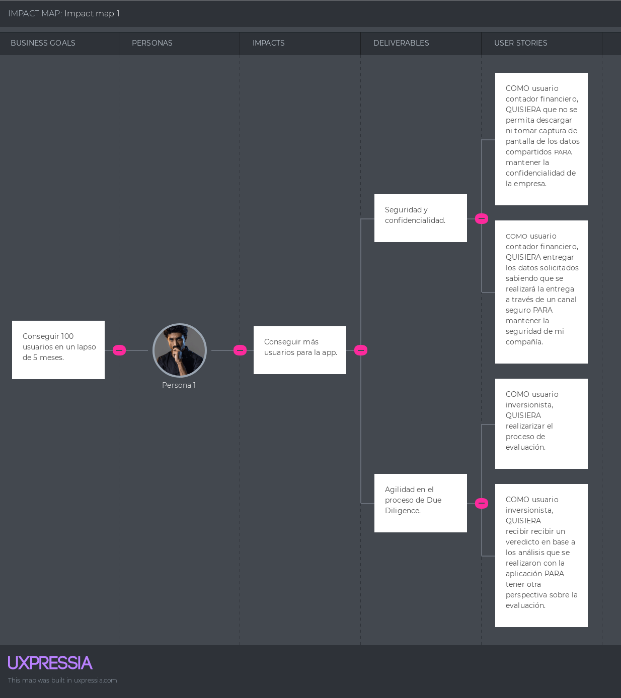 IMPACT MAP: Impact map 1
BUSINESS GOALS
PERSONAS
IMPACTS
DELIVERABLES
USER STORIES
Conseguir 100
usuarios en un lapso
de 5 meses.
Persona 1
Conseguir más
usuarios para la app.
Seguridad y
confidencialidad.
COMO usuario
contador financiero,
QUISIERA que no se
permita descargar
ni tomar captura de
pantalla de los datos
compartidos PARA
mantener la
confidencialidad de
la empresa.
COMO usuario
contador financiero,
QUISIERA entregar
los datos solicitados
sabiendo que se
realizará la entrega
a través de un canal
seguro PARA
mantener la
seguridad de mi
compañía.
Agilidad en el
proceso de Due
Diiligence.
COMO usuario
inversionista,
QUISIERA
realizarizar el
proceso de
evaluación.
COMO usuario
inversionista,
QUISIERA
recibir recibir un
veredicto en base a
los análisis que se
realizaron con la
aplicación PARA
tener otra
perspectiva sobre la
evaluación.
UXPRESSIA
This map was built in uxpressia.com